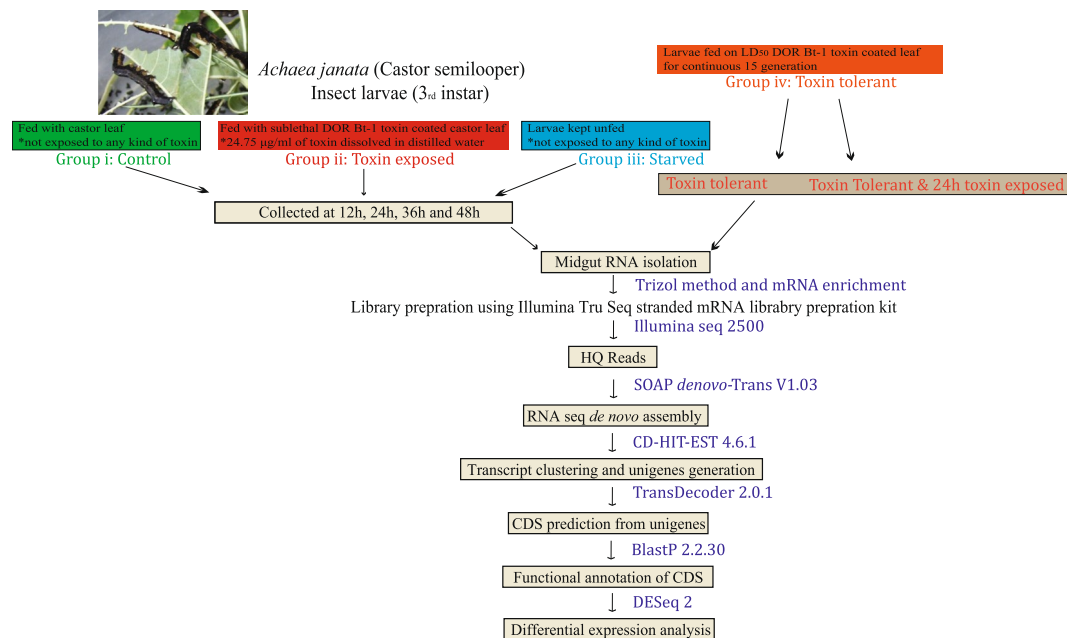 Achaea janata (Castor semilooper)
Insect larvae (3rd instar)
Larvae fed on LD50 DOR Bt-1 toxin coated leaf
for continuous 15 generation
Group iv: Toxin tolerant
Fed with castor leaf
*not exposed to any kind of toxin
Group i: Control
Fed with sublethal DOR Bt-1 toxin coated castor leaf
*24.75 µg/ml of toxin dissolved in distilled water
Group ii: Toxin exposed
Larvae kept unfed
*not exposed to any kind of toxin
Group iii: Starved
Toxin tolerant
Toxin Tolerant & 24h toxin exposed
Collected at 12h, 24h, 36h and 48h
Midgut RNA isolation
Trizol method and mRNA enrichment
Library prepration using Illumina Tru Seq stranded mRNA librabry prepration kit
Illumina seq 2500
HQ Reads
SOAP denovo-Trans V1.03
RNA seq de novo assembly
CD-HIT-EST 4.6.1
Transcript clustering and unigenes generation
TransDecoder 2.0.1
CDS prediction from unigenes
BlastP 2.2.30
Functional annotation of CDS
DESeq 2
Differential expression analysis